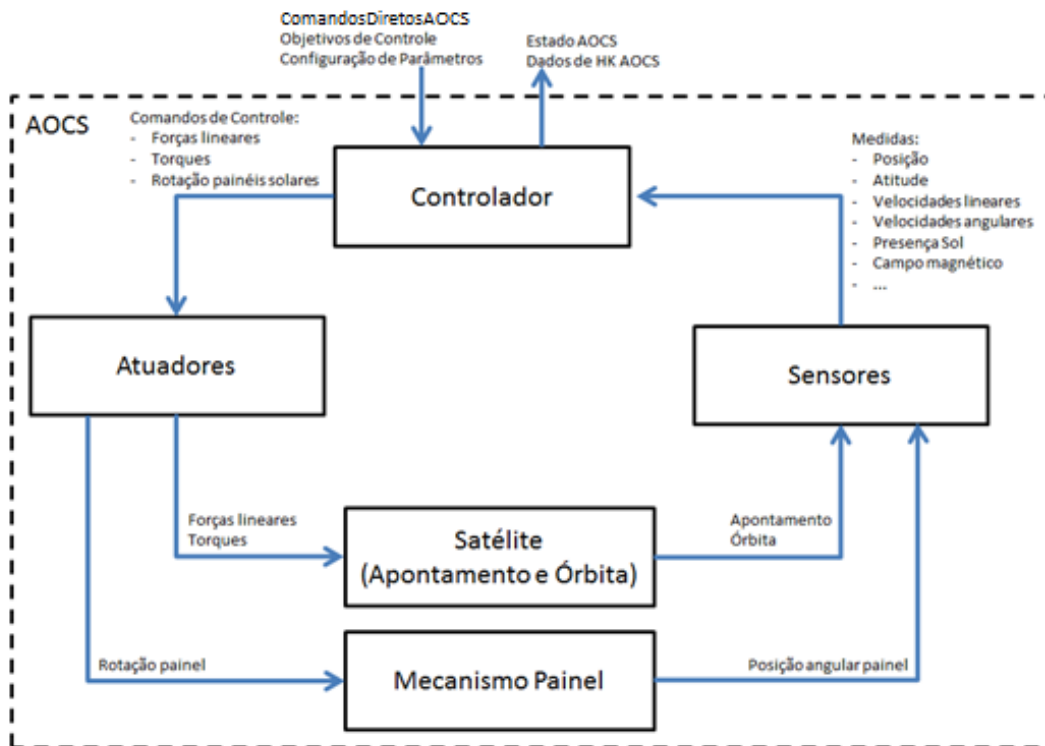 ComandosDiretosAOCS
Objetivos de Controle
Configuração de Parâmetros
Estado AOCS
Dados de HK AOCS
AOCS
Comandos de Controle:
- Forças lineares
- Torques
- Rotação painéis solares
Controlador
Medidas:
- Posição
- Atitude
- Velocidades lineares
- Velocidades angulares
- Presença Sol
- Campo magnético
- ...
Atuadores
Sensores
Forças lineares
Torques
Satélite
(Apontamento e Órbita)
Apontamento
Órbita
Rotação painel
Mecanismo Painel
Posição angular painel